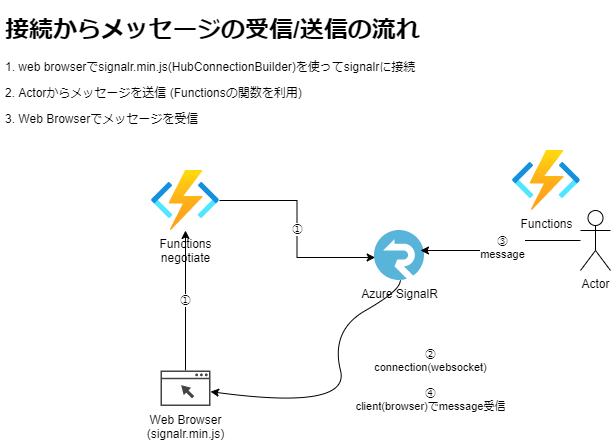 接続からメッセージの受信/送信の流れ
1. web browserでsignalr.min.js(HubConnectionBuilder)を使ってsignalrに接続
2. Actorからメッセージを送信 (Functionsの関数を利用)
3. Web Browserでメッセージを受信
Functions
negotiate
①
①
Azure SignalR
Functions
③
message
Actor
②
connection(websocket)
④
client(browser)でmessage受信
Web Browser
(signalr.min.js)